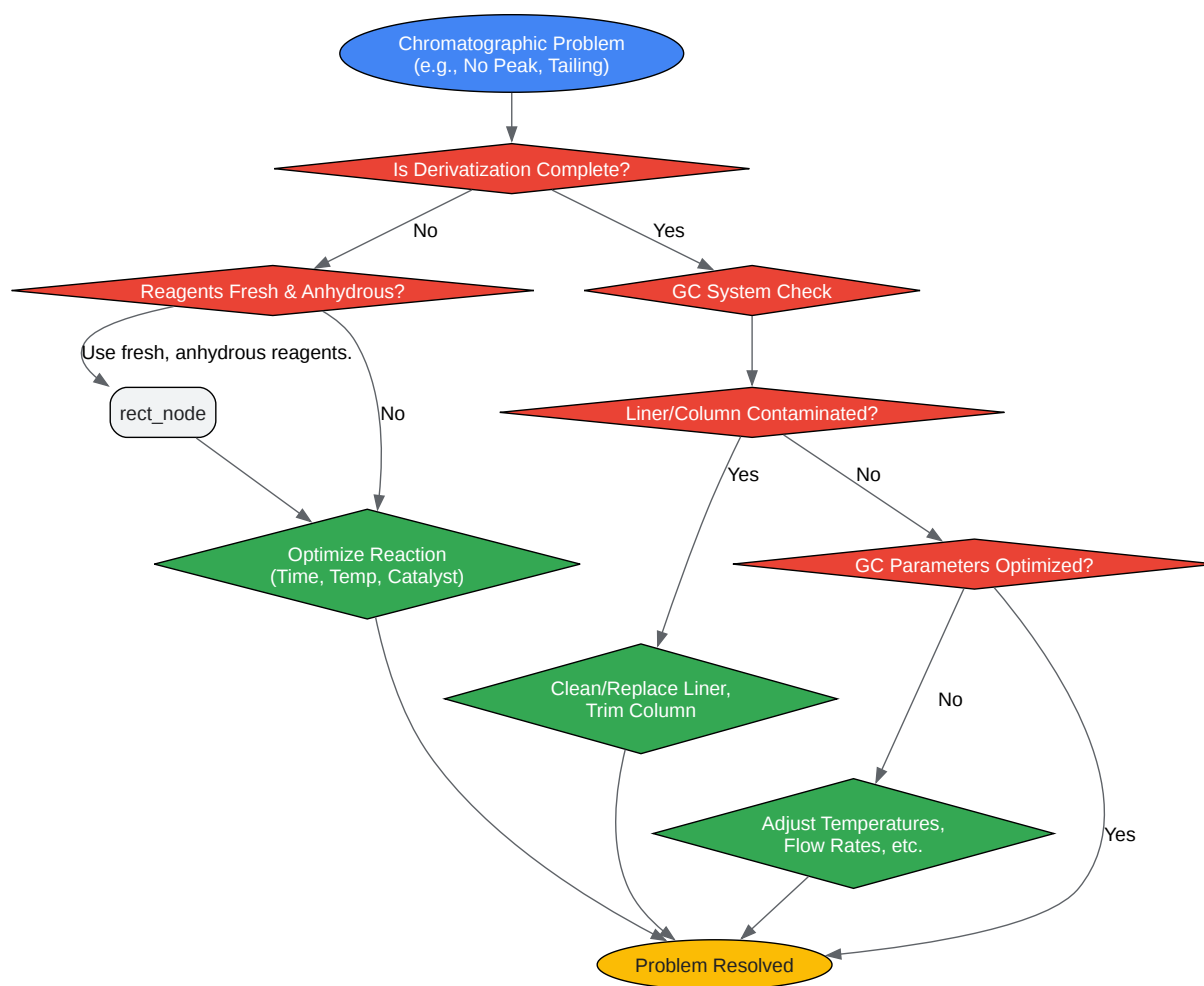 Chromatographic Problem
(e.g., No Peak, Tailing)
Is Derivatization Complete?
No
Yes
Reagents Fresh & Anhydrous?
GC System Check
Use fresh, anhydrous reagents.
rect_node
No
Liner/Column Contaminated?
Yes
No
Optimize Reaction
(Time, Temp, Catalyst)
GC Parameters Optimized?
Clean/Replace Liner,
Trim Column
No
Adjust Temperatures,
Flow Rates, etc.
Yes
Problem Resolved